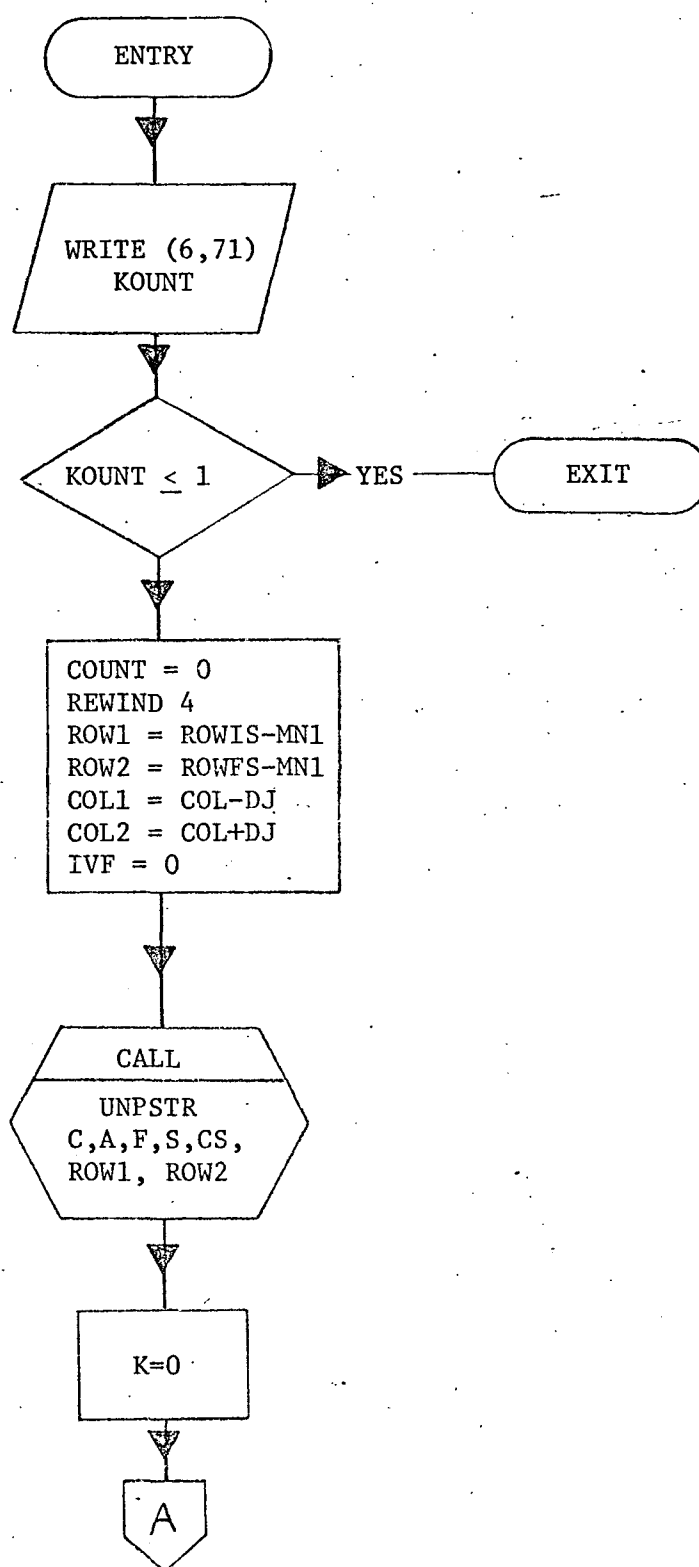 ENTRY
WRITE (6,71)
KOUNT
KOUNT ≤ 1
YES
EXIT
COUNT = 0
REWIND 4
ROW1 = ROWIS-MN1
ROW2 = ROWFS-MN1
COL1 = COL-DJ
COL2 = COL+DJ
IVF = 0
CALL
UNPSTR
C,A,F,S,CS,
ROW1, ROW2
K=0
A